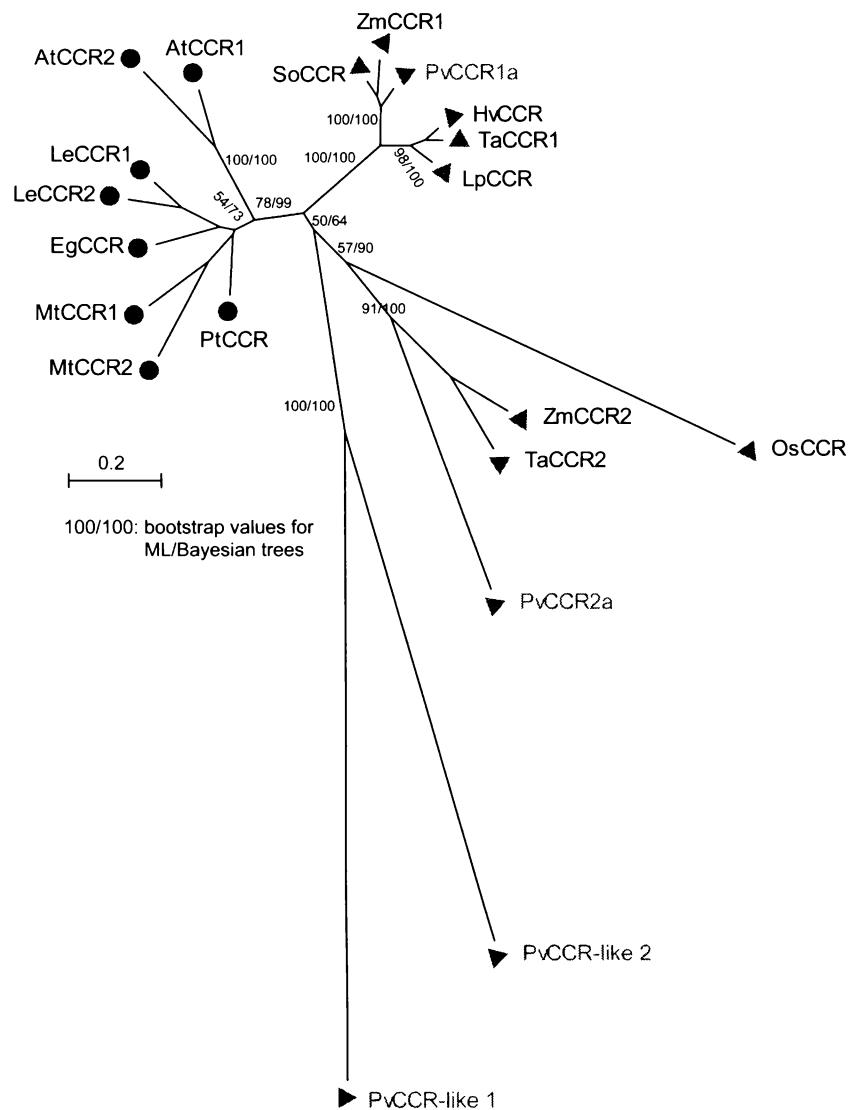 ZmCCR1
AtCCR1
AtCCR2
SoCCR
PvCCR1a
HvCCR
100/100
TaCCR1
LeCCR1
100/100
100/100
98/100
LpCCR
LeCCR2
54/73
78/99
50/64
EgCCR
57/90
MtCCR1
91/100
PtCCR
MtCCR2
100/100
ZmCCR2
OsCCR
0.2
TaCCR2
100/100: bootstrap values for
ML/Bayesian trees
PvCCR2a
PvCCR-like 2
PvCCR-like 1